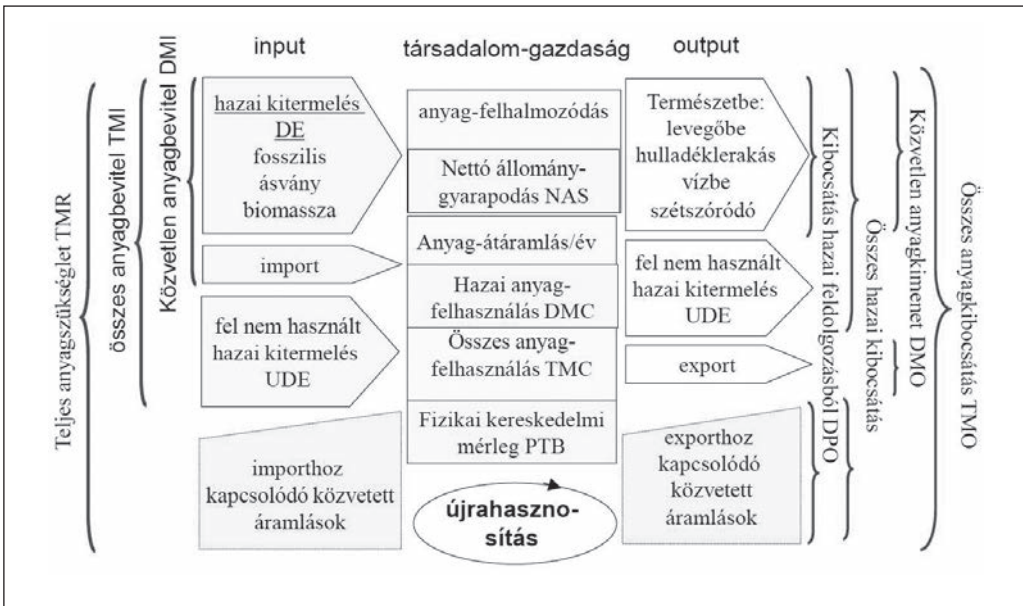 input
társadalom-gazdaság
output
Teljes anyagszükséglet TMR
összes anyagbevitel TMI
Közvetlen anyagbevitel DMI
hazai kitermelés
DE
fosszilis
ásvány
biomassza
import
fel nem használt
hazai kitermelés
UDE
importhoz
kapcsolódó közvetett
áramlások
anyag-felhalmozódás
Nettó állomány-
gyarapodás NAS
Anyag-átáramlás/év
Hazai anyag-
felhasználás DMC
Összes anyag-
felhasználás TMC
Fizikai kereskedelmi
mérleg PTB
újrahaszno-
sítás
Természetbe:
levegőbe
hulladéklerakás
vízbe
szétszóródó
fel nem használt
hazai kitermelés
UDE
export
exporthoz
kapcsolódó
közvetett
áramlások
Kibocsátás hazai feldolgozásból DPO
Összes hazai kibocsátás
Közvetlen anyagkimenet DMO
Összes anyagkibocsátás TMO